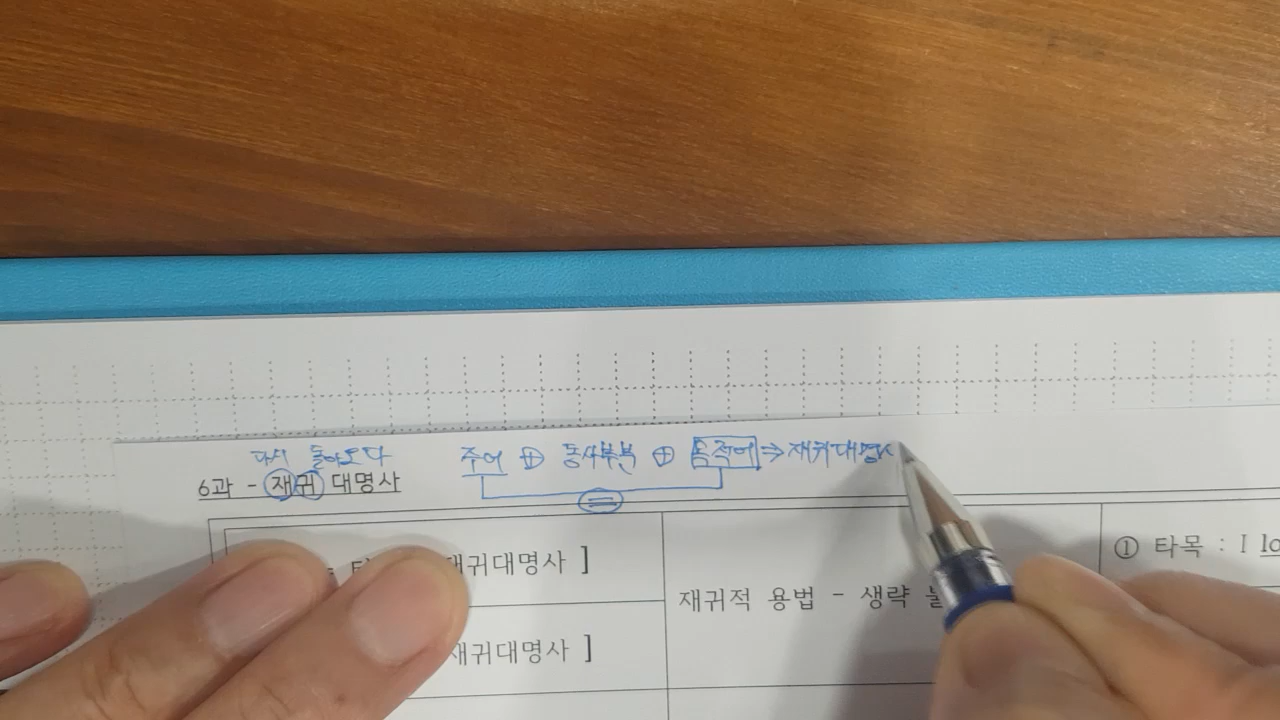 다시 돌아오다
주어 ⊕ 동사부분 ⊕ 목적어 ⇒ 재귀대명사
=
6과 - 재귀 대명사
재귀대명사 ]
① 타목 : I lo
재귀적 용법 - 생략 불
재귀대명사 ]